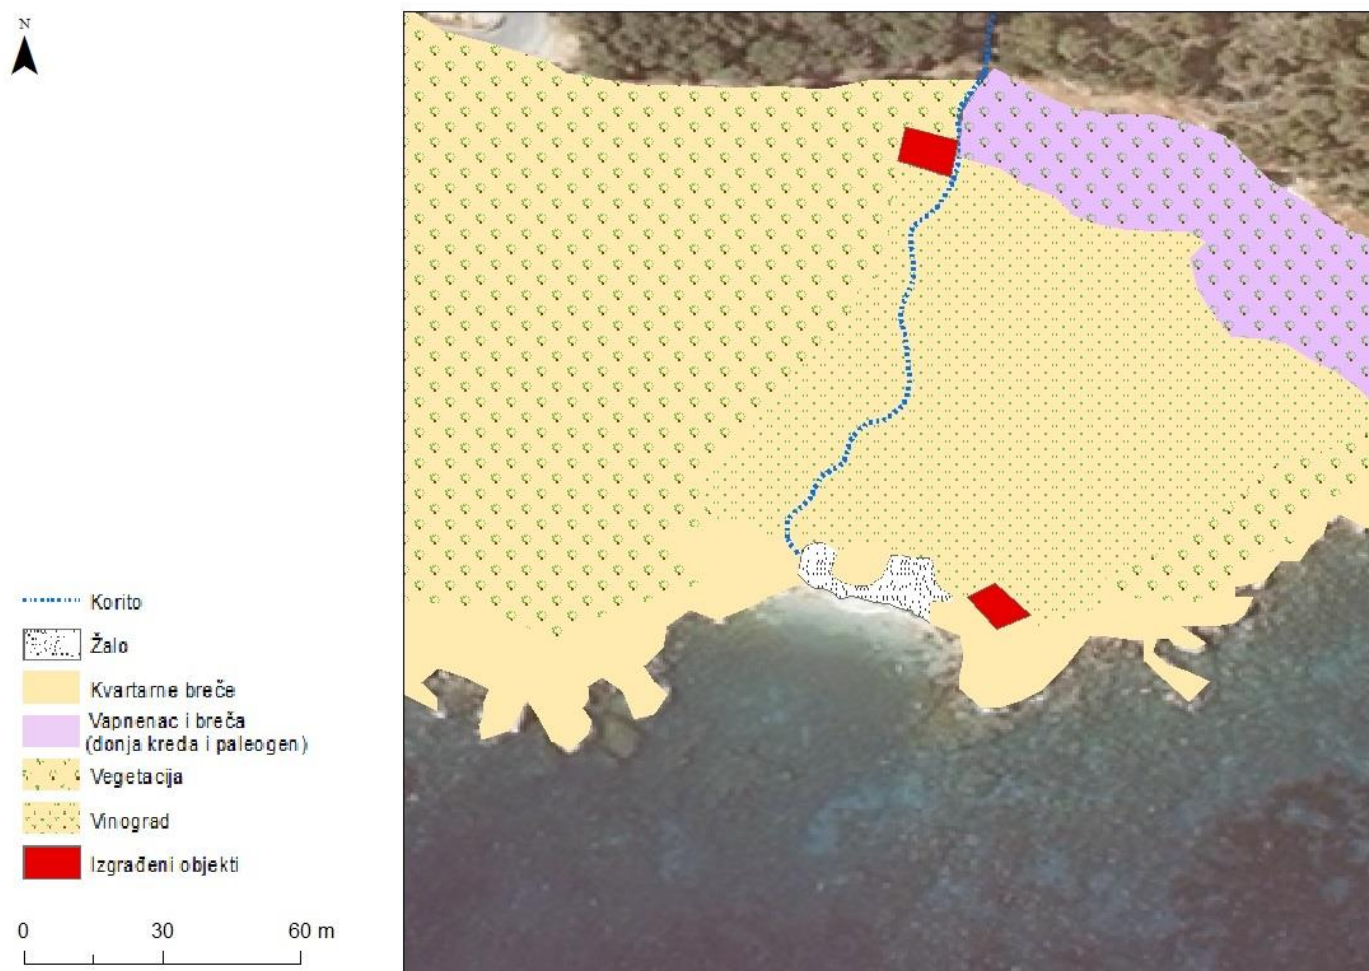 N
Korito
Žalo
Kvartarne breče
Vapnenac i breča
(donja kreda i paleogen)
Vegetacija
Vinograd
Izgrađeni objekti
0 30 60 m